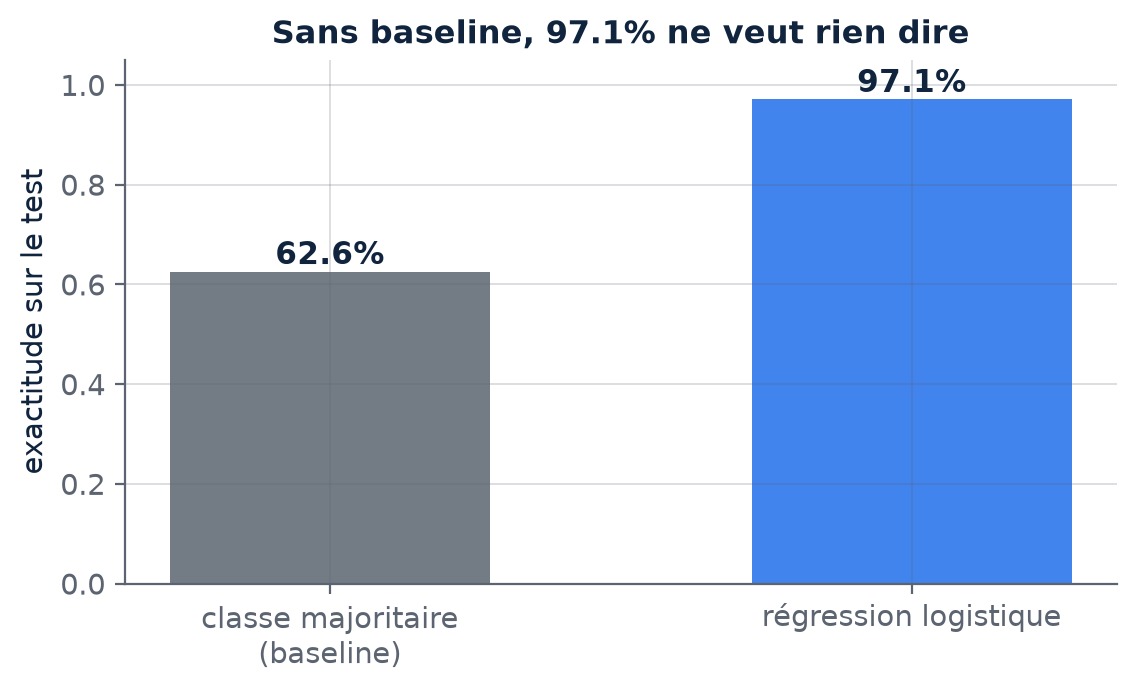 Sans baseline, 97.1% ne veut rien dire
exactitude sur le test
1.0
0.8
0.6
0.4
0.2
0.0
62.6%
97.1%
classe majoritaire
(baseline)
régression logistique